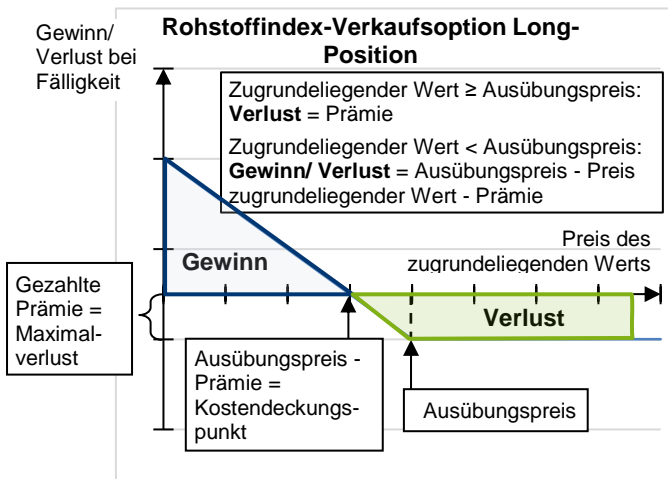 Gewinn/
Verlust bei
Fälligkeit
Rohstoffindex-Verkaufsoption Long-
Position
Zugrundeliegender Wert ≥ Ausübungspreis:
Verlust = Prämie
Zugrundeliegender Wert < Ausübungspreis:
Gewinn/ Verlust = Ausübungspreis - Preis
zugrundeliegender Wert - Prämie
Preis des
zugrundeliegenden Werts
Gewinn
Gezahlte
Prämie =
Maximal-
verlust
Verlust
Ausübungspreis -
Prämie =
Kostendeckungs-
punkt
Ausübungspreis